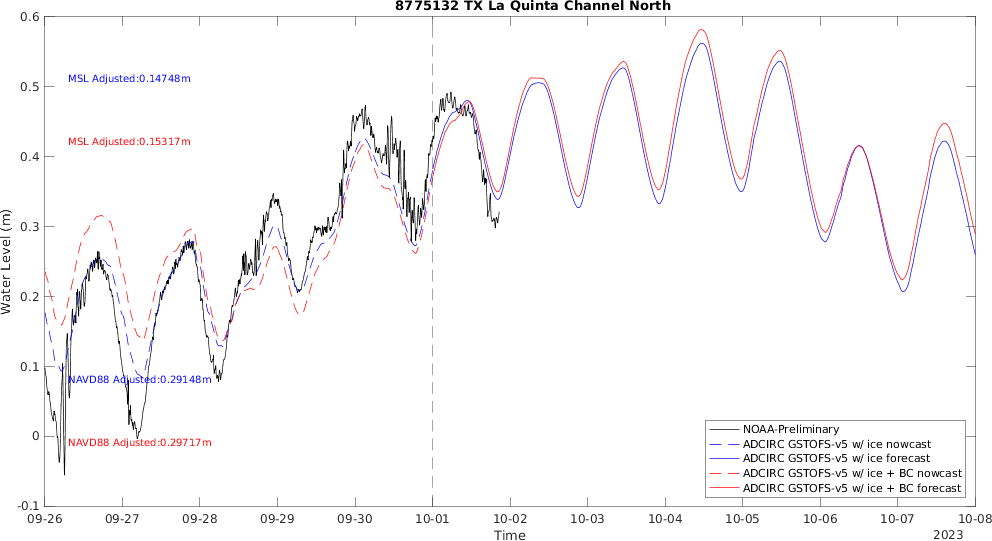 8775132 TX La Quinta Channel North
Water Level (m)
0.6
0.5
0.4
0.3
0.2
0.1
0
-0.1
MSL Adjusted:0.14748m
MSL Adjusted:0.15317m
NAVD88 Adjusted:0.29148m
NAVD88 Adjusted:0.29717m
NOAA-Preliminary
ADCIRC GSTOFS-v5 w/ ice nowcast
ADCIRC GSTOFS-v5 w/ ice forecast
ADCIRC GSTOFS-v5 w/ ice + BC nowcast
ADCIRC GSTOFS-v5 w/ ice + BC forecast
09-26 09-27 09-28 09-29 09-30 10-01 10-02 10-03 10-04 10-05 10-06 10-07 10-08
Time
2023